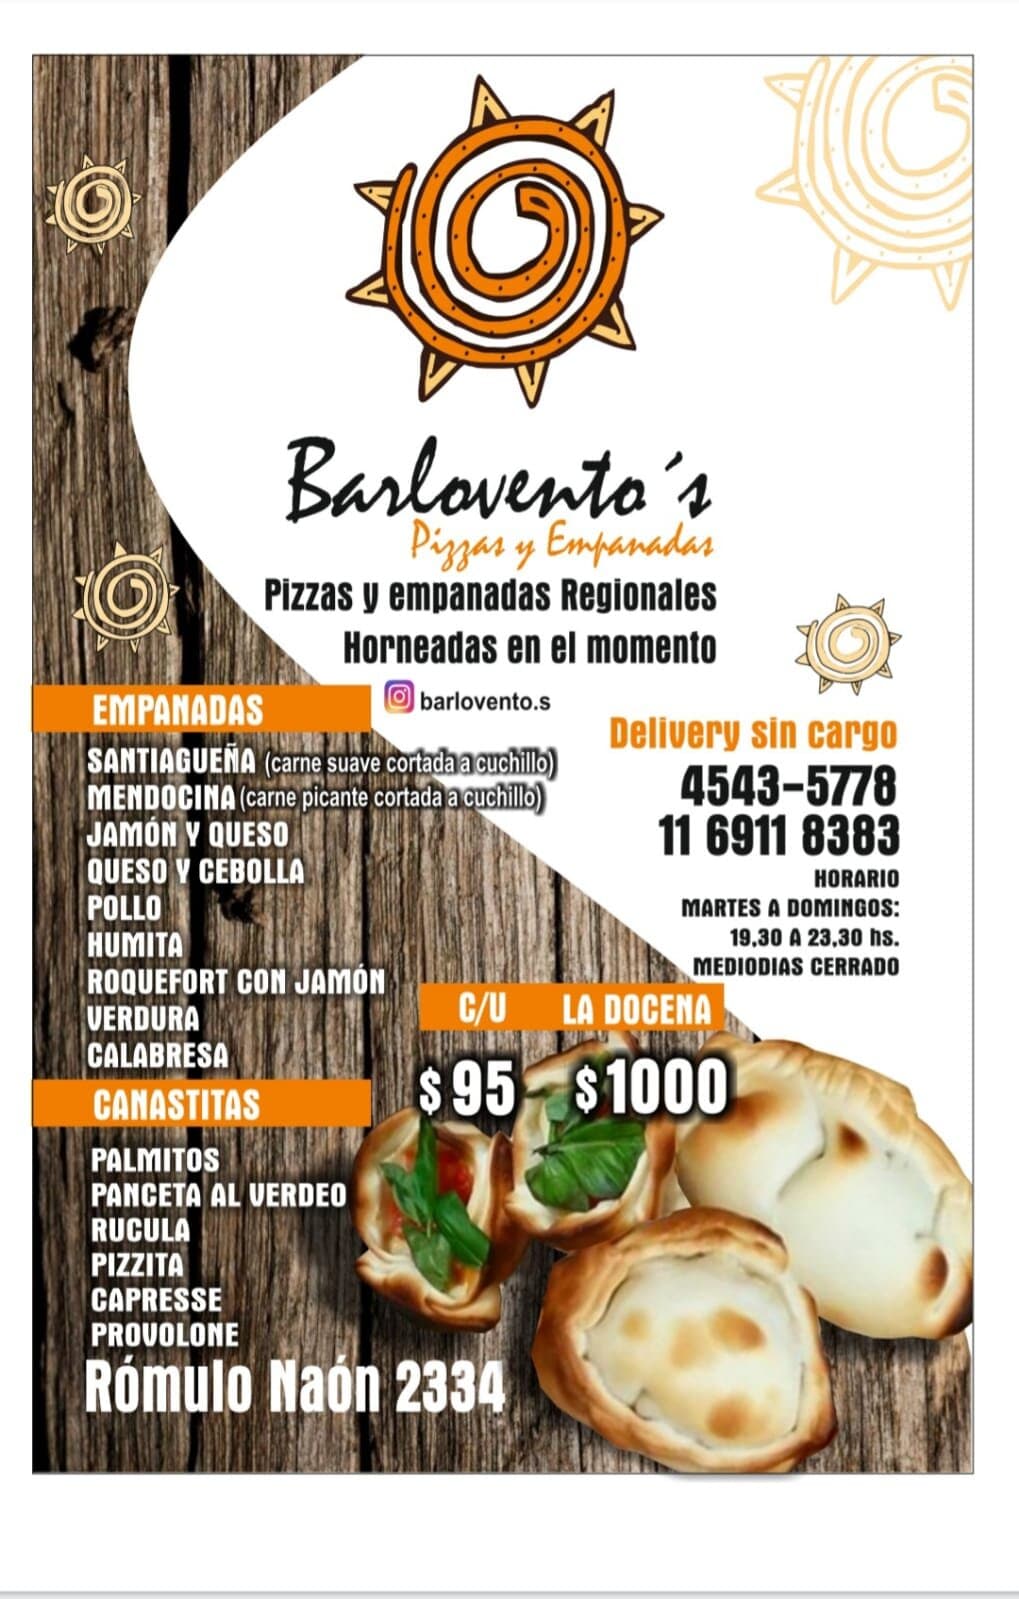 Barlovento´s
Pizzas y Empanadas
Pizzas y empanadas Regionales
Horneadas en el momento
barlovento.s
EMPANADAS
SANTIAGUEÑA (carne suave cortada a cuchillo)
MENDOCINA (carne picante cortada a cuchillo)
JAMÓN Y QUESO
QUESO Y CEBOLLA
POLLO
HUMITA
ROQUEFORT CON JAMÓN
VERDURA
CALABRESA
Delivery sin cargo
4543-5778
11 6911 8383
HORARIO
MARTES A DOMINGOS:
19,30 A 23,30 hs.
MEDIODIAS CERRADO
C/U LA DOCENA
$ 95 $ 1000
CANASTITAS
PALMITOS
PANCETA AL VERDEO
RUCULA
PIZZITA
CAPRESSE
PROVOLONE
Rómulo Naón 2334